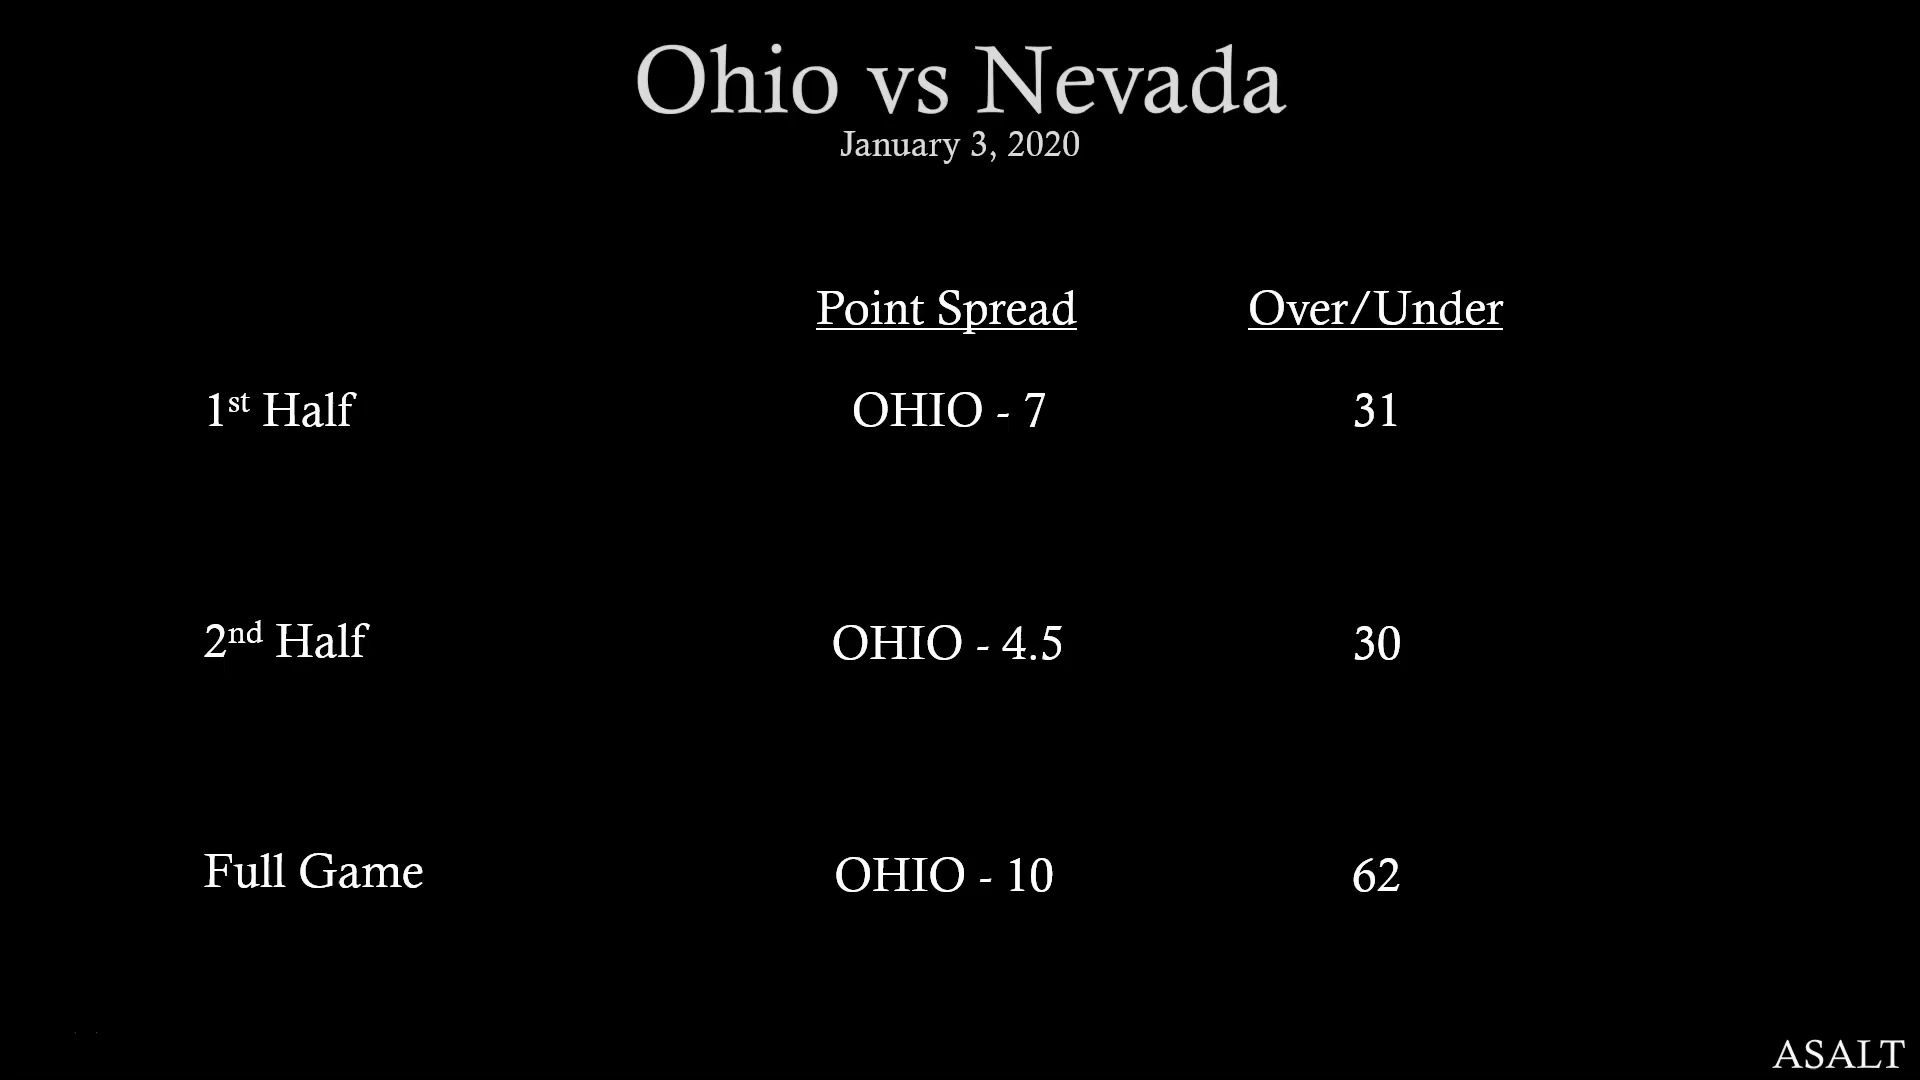 Ohio vs Nevada
January 3, 2020
Point Spread Over/Under
1st Half OHIO - 7 31
2nd Half OHIO - 4.5 30
Full Game OHIO - 10 62
ASALT